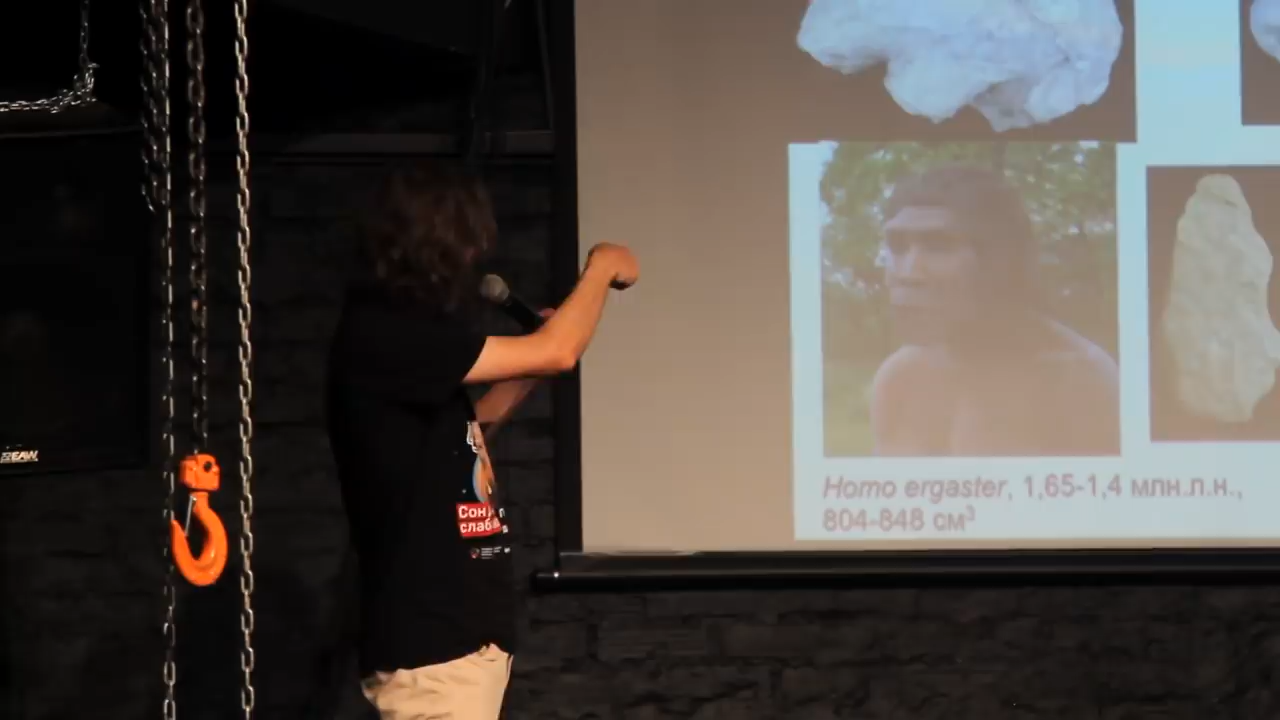 Homo ergaster, 1,65-1,4 млн.л.н.,
804-848 см³
EAW
Сон
слаб